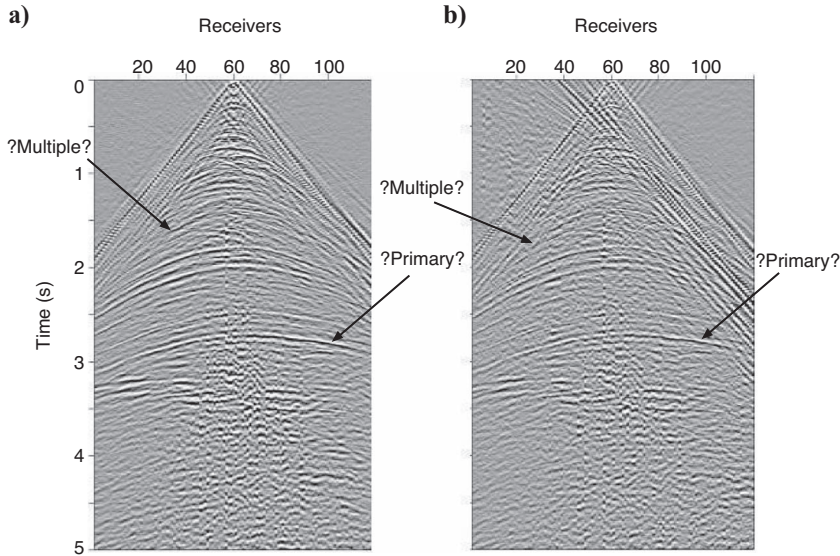 a)
Receivers
20 40 60 80 100
0
1
2
3
4
5
Time (s)
?Multiple?
?Primary?
b)
Receivers
20 40 60 80 100
?Multiple?
?Primary?